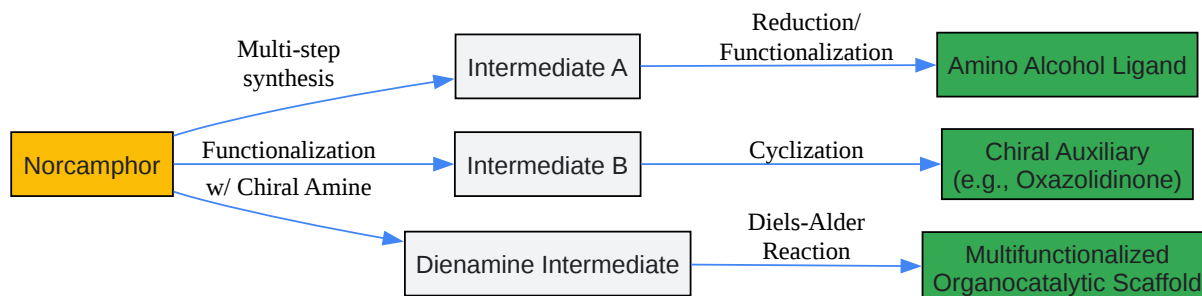 Multi-step
synthesis
Reduction/
Functionalization
Intermediate A
Amino Alcohol Ligand
Norcamphor
Functionalization
Intermediate B
Cyclization
Chiral Auxiliary
(e.g., Oxazolidinone)
w/ Chiral Amine
Dienamine Intermediate
Diels-Alder
Reaction
Multifunctionalized
Organocatalytic Scaffold